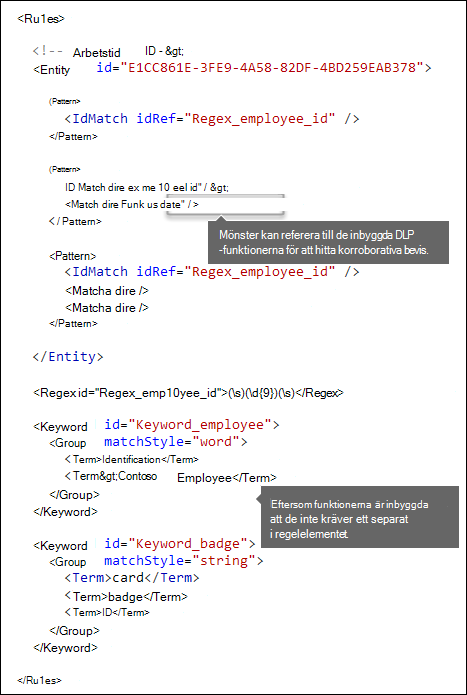 <Ru1es>
<!-- Arbetstid ID - &gt;
<Entity id="E1CC861E-3FE9-4A58-82DF-4BD259EAB378">
(Pattern>
<IdMatch idRef="Regex_employee_id" />
</Pattern>
(Pattern>
ID Match dire ex me 10 eel id" / &gt;
<Match dire Funk us date" / >
</ Pattern>
Mönster kan referera till de inbyggda DLP
-funktionerna för att hitta korroborativa bevis.
<Pattern>
<IdMatch idRef="Regex_employee_id" />
<Matcha dire />
<Matcha dire />
</Pattern>
</Entity>
<Regex id="Regex_emp10yee_id">(\s)(\d{9})(\s)</Regex>
<Keyword id="Keyword_employee">
<Group matchStyle="word">
<Term>Identification</Term>
<Term&gt;Contoso Employee</Term>
</Group>
</Keyword>
Eftersom funktionerna är inbyggda
att de inte kräver ett separat
i regelelementet.
<Keyword id="Keyword_badge">
<Group matchStyle="string">
<Term>card</Term>
<Term>badge</Term>
<Term>ID</Term>
</Group>
</Keyword>
</Ru1es>